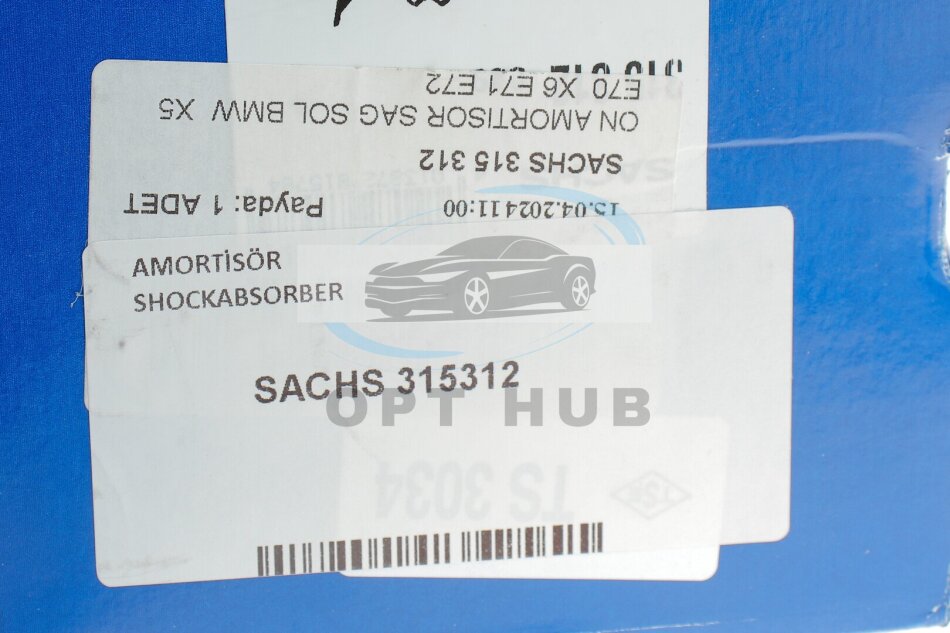 E70 X6 E71 E72
ON AMORTISOR SAG SOL BMW X5
SACHS 315 312
15.04.2024 11:00
Payda: 1 ADET
AMORTİSÖR
SHOCKABSORBER
SACHS 315312
OPT HUB
TS 3034